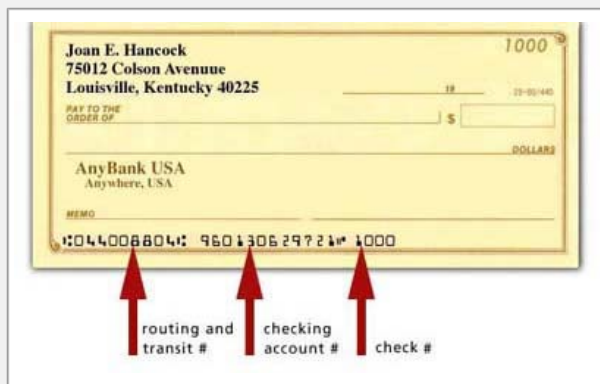 Joan E. Hancock 1000
75012 Colson Avenuue
Louisville, Kentucky 40225
19
PAY TO THE
ORDER OF $
DOLLARS
AnyBank USA
Anywhere, USA
MEMO
⑆044008804⑆ 960130629721⑈ 1000
routing and
transit #
checking
account #
check #